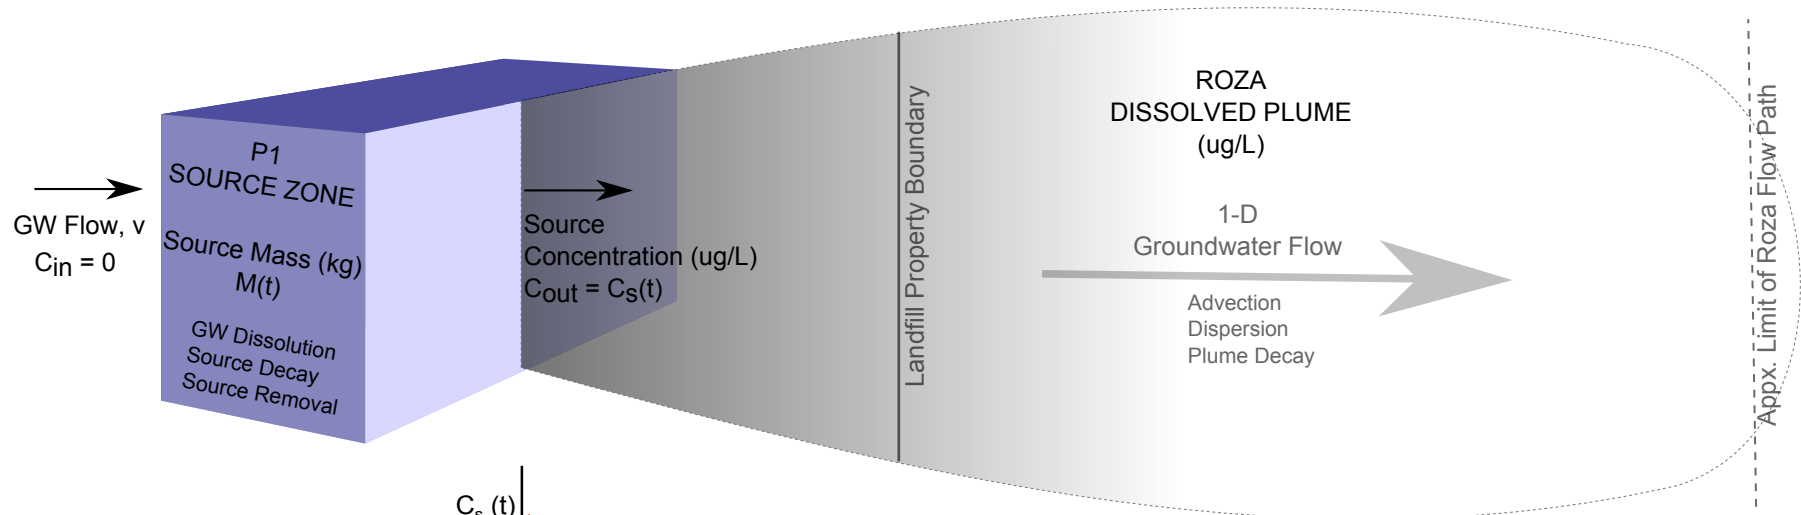 P1
SOURCE ZONE
Source Mass (kg)
M(t)
GW Dissolution
Source Decay
Source Removal
GW Flow, v
Cin = 0
Source
Concentration (ug/L)
Cout = Cs(t)
Landfill Property Boundary
ROZA
DISSOLVED PLUME
(ug/L)
1-D
Groundwater Flow
Advection
Dispersion
Plume Decay
Appx. Limit of Roza Flow Path
Cs (t)